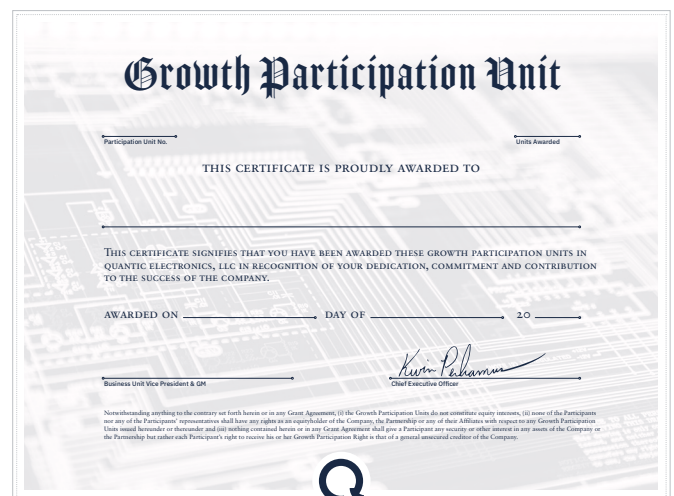 Growth Participation Unit
Participation Unit No.
Units Awarded
THIS CERTIFICATE IS PROUDLY AWARDED TO
THIS CERTIFICATE SIGNIFIES THAT YOU HAVE BEEN AWARDED THESE GROWTH PARTICIPATION UNITS IN
QUANTIC ELECTRONICS, LLC IN RECOGNITION OF YOUR DEDICATION, COMMITMENT AND CONTRIBUTION
TO THE SUCCESS OF THE COMPANY.
AWARDED ON DAY OF 20
Business Unit Vice President & GM
Chief Executive Officer
Notwithstanding anything to the contrary set forth herein or in any Grant Agreement, (i) the Growth Participation Units do not constitute equity interests, (ii) none of the Participants
nor any of the Participants' representatives shall have any rights as an equityholder of the Company, the Partnership or any of their Affiliates with respect to any Growth Participation
Units issued hereunder or thereunder and (iii) nothing contained herein or in any Grant Agreement shall give a Participant any security or other interest in any assets of the Company or
the Partnership but rather each Participant's right to receive his or her Growth Participation Right is that of a general unsecured creditor of the Company.